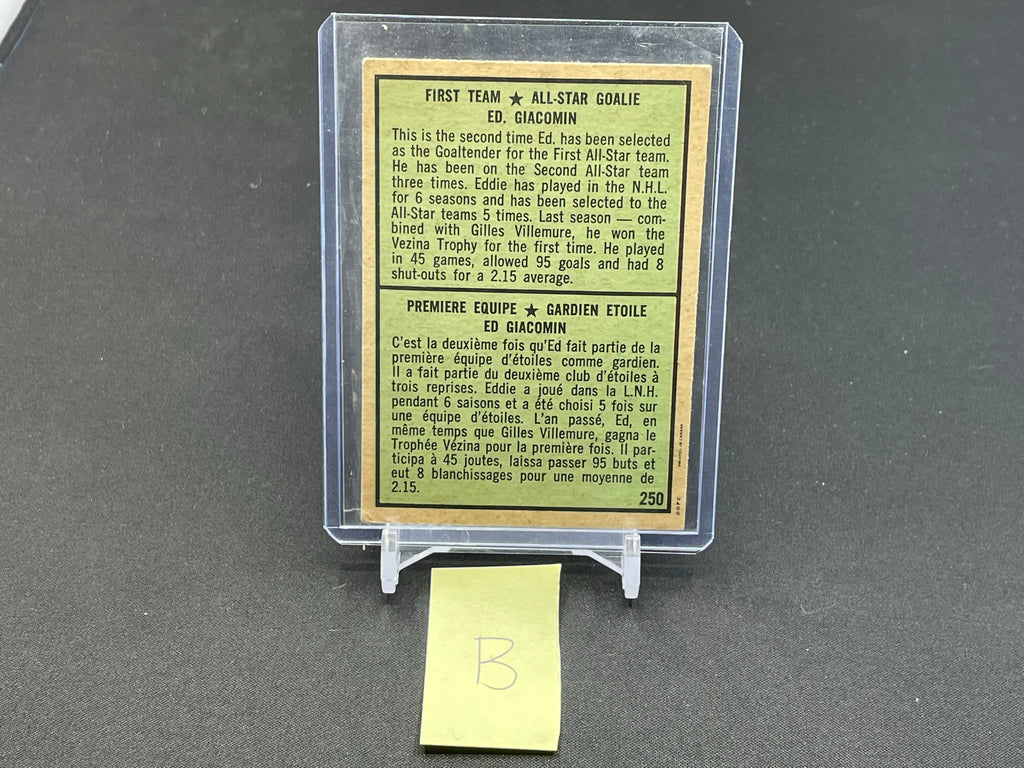 FIRST TEAM ★ ALL-STAR GOALIE
ED. GIACOMIN
This is the second time Ed. has been selected
as the Goaltender for the First All-Star team.
He has been on the Second All-Star team
three times. Eddie has played in the N.H.L.
for 6 seasons and has been selected to the
All-Star teams 5 times. Last season — com-
bined with Gilles Villemure, he won the
Vezina Trophy for the first time. He played
in 45 games, allowed 95 goals and had 8
shut-outs for a 2.15 average.
PREMIERE EQUIPE ★ GARDIEN ETOILE
ED GIACOMIN
C'est la deuxième fois qu'Ed fait partie de la
première équipe d'étoiles comme gardien.
Il a fait partie du deuxième club d'étoiles à
trois reprises. Eddie a joué dans la L.N.H.
pendant 6 saisons et a été choisi 5 fois sur
une équipe d'étoiles. L'an passé, Ed, en
même temps que Gilles Villemure, gagna le
Trophée Vézina pour la première fois. Il par-
ticipa à 45 joutes, laissa passer 95 buts et
eut 8 blanchissages pour une moyenne de
2.15.
250
© O.P.C. PRINTED IN CANADA
B